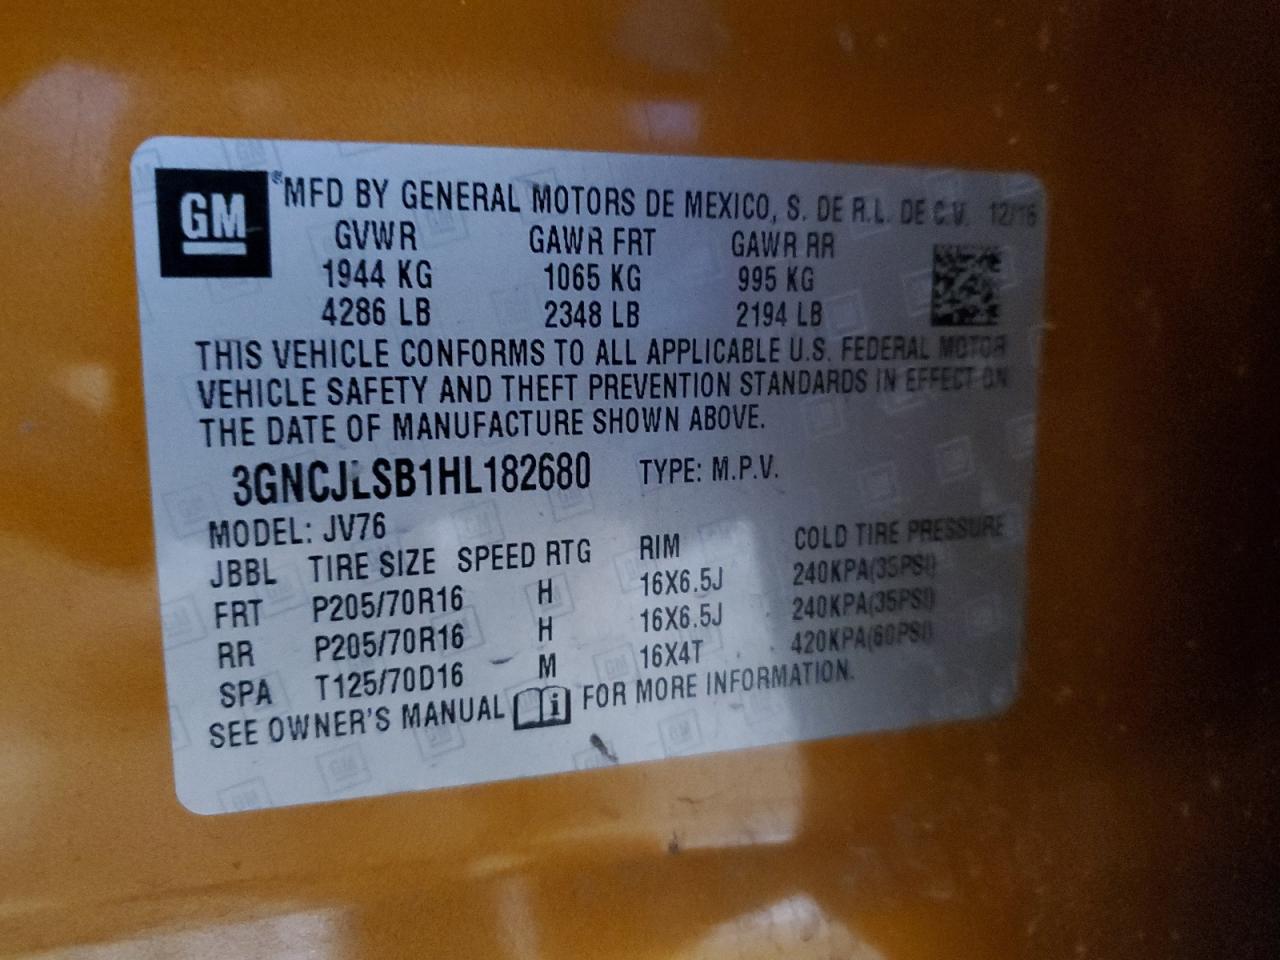 GM
®MFD BY GENERAL MOTORS DE MEXICO, S. DE R.L. DE C.V. 12/16
GVWR GAWR FRT GAWR RR
1944 KG 1065 KG 995 KG
4286 LB 2348 LB 2194 LB
THIS VEHICLE CONFORMS TO ALL APPLICABLE U.S. FEDERAL MOTOR
VEHICLE SAFETY AND THEFT PREVENTION STANDARDS IN EFFECT ON
THE DATE OF MANUFACTURE SHOWN ABOVE.
3GNCJLSB1HL182680 TYPE: M.P.V.
MODEL: JV76
JBBL TIRE SIZE SPEED RTG RIM COLD TIRE PRESSURE
FRT P205/70R16 H 16X6.5J 240KPA(35PSI)
RR P205/70R16 H 16X6.5J 240KPA(35PSI)
SPA T125/70D16 M 16X4T 420KPA(60PSI)
SEE OWNER'S MANUAL i FOR MORE INFORMATION.